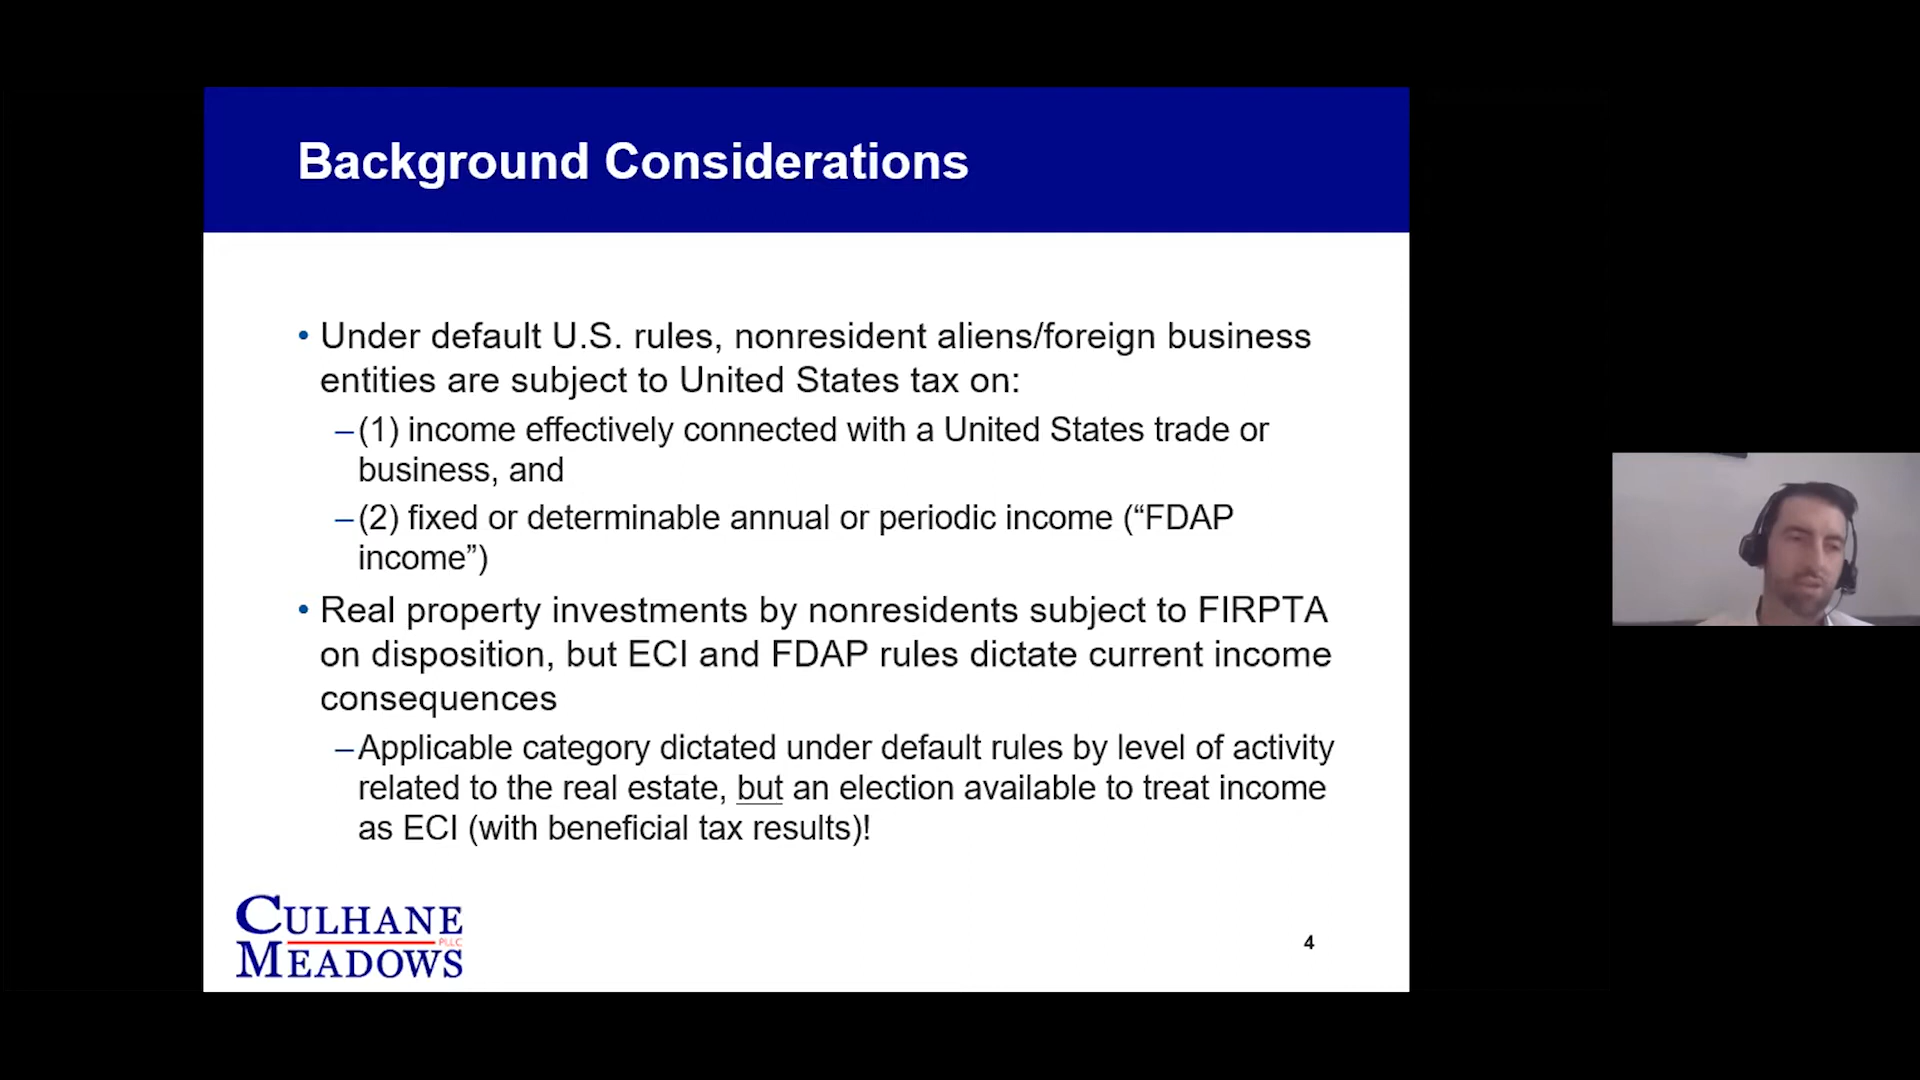 Background Considerations
• Under default U.S. rules, nonresident aliens/foreign business
entities are subject to United States tax on:
–(1) income effectively connected with a United States trade or
business, and
–(2) fixed or determinable annual or periodic income (“FDAP
income”)
• Real property investments by nonresidents subject to FIRPTA
on disposition, but ECI and FDAP rules dictate current income
consequences
–Applicable category dictated under default rules by level of activity
related to the real estate, but an election available to treat income
as ECI (with beneficial tax results)!
CULHANE
PLLC
MEADOWS
4